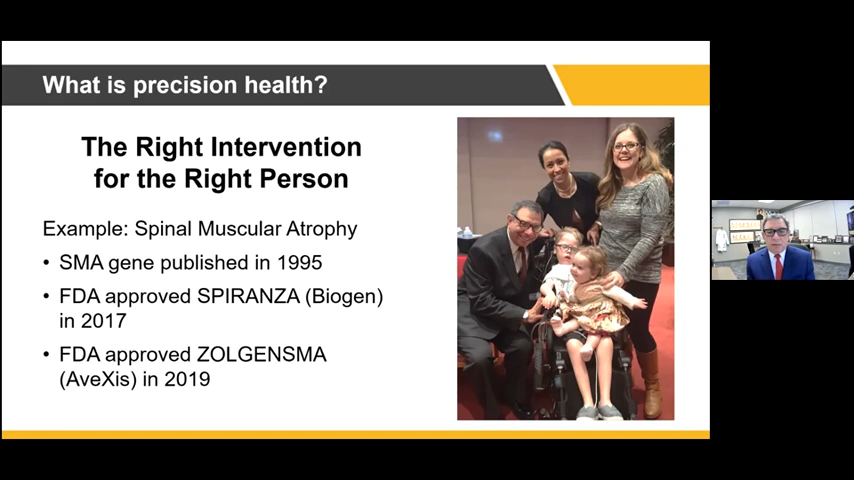 What is precision health?
The Right Intervention
for the Right Person
Example: Spinal Muscular Atrophy
• SMA gene published in 1995
• FDA approved SPIRANZA (Biogen)
in 2017
• FDA approved ZOLGENSMA
(AveXis) in 2019